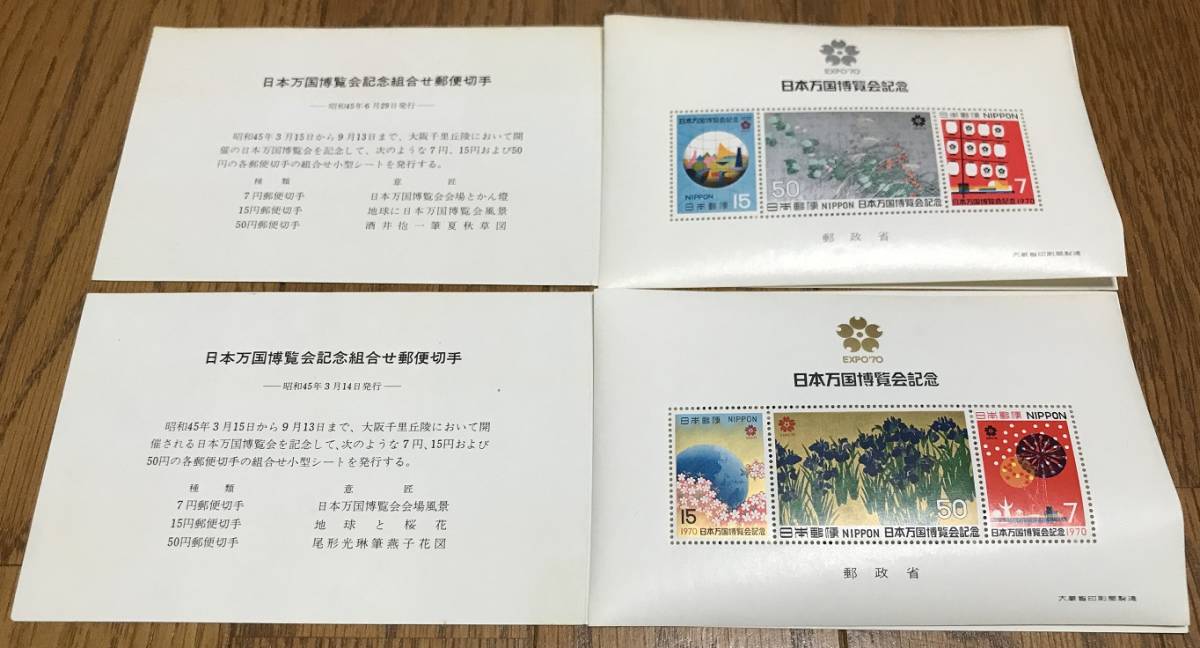 日本万国博覧会記念組合せ郵便切手
――昭和45年6月29日発行――
昭和45年3月15日から9月13日まで、大阪千里丘陵において開
催の日本万国博覧会を記念して、次のような7円、15円および50
円の各郵便切手の組合せ小型シートを発行する。
種類 意匠
7円郵便切手 日本万国博覧会会場とかん燈
15円郵便切手 地球に日本万国博覧会風景
50円郵便切手 酒井抱一筆夏秋草図
EXPO'70
日本万国博覧会記念
日本万国博覧会記念
NIPPON
日本郵便 15
50
日本郵便 NIPPON 日本万国博覧会記念
日本郵便 NIPPON
7
日本万国博覧会記念 1970
郵政省
大蔵省印刷局製造
日本万国博覧会記念組合せ郵便切手
――昭和45年3月14日発行――
昭和45年3月15日から9月13日まで、大阪千里丘陵において開
催される日本万国博覧会を記念して、次のような7円、15円および
50円の各郵便切手の組合せ小型シートを発行する。
種類 意匠
7円郵便切手 日本万国博覧会会場風景
15円郵便切手 地球と桜花
50円郵便切手 尾形光琳筆燕子花図
EXPO'70
日本万国博覧会記念
日本郵便 NIPPON
15
1970 日本万国博覧会記念
50
日本郵便 NIPPON 日本万国博覧会記念
日本郵便 NIPPON
7
日本万国博覧会記念 1970
郵政省
大蔵省印刷局製造